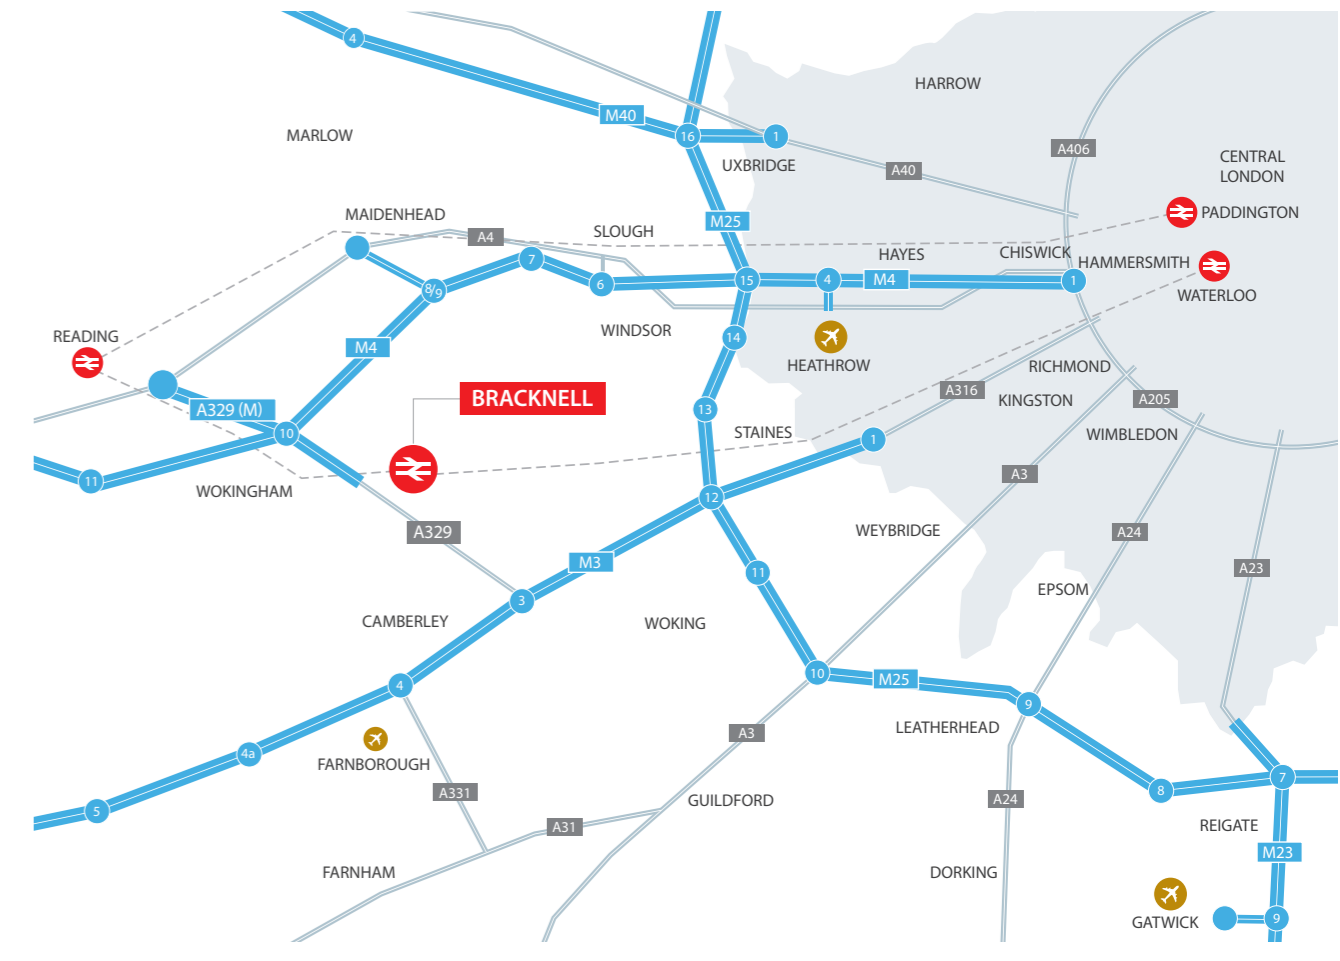 4
HARROW
M40
MARLOW
16
1
A406
UXBRIDGE
A40
CENTRAL
LONDON
MAIDENHEAD
M25
PADDINGTON
SLOUGH
A4
HAYES
CHISWICK
HAMMERSMITH
7
8/9
6
15
4
M4
1
WATERLOO
READING
M4
WINDSOR
14
HEATHROW
RICHMOND
BRACKNELL
A316
KINGSTON
A205
A329 (M)
13
10
STAINES
1
WIMBLEDON
11
WOKINGHAM
12
A3
A329
WEYBRIDGE
A24
M3
11
A23
EPSOM
3
CAMBERLEY
WOKING
10
M25
4
9
LEATHERHEAD
A3
4a
FARNBOROUGH
7
8
A331
GUILDFORD
A24
5
A31
REIGATE
M23
FARNHAM
DORKING
GATWICK
9